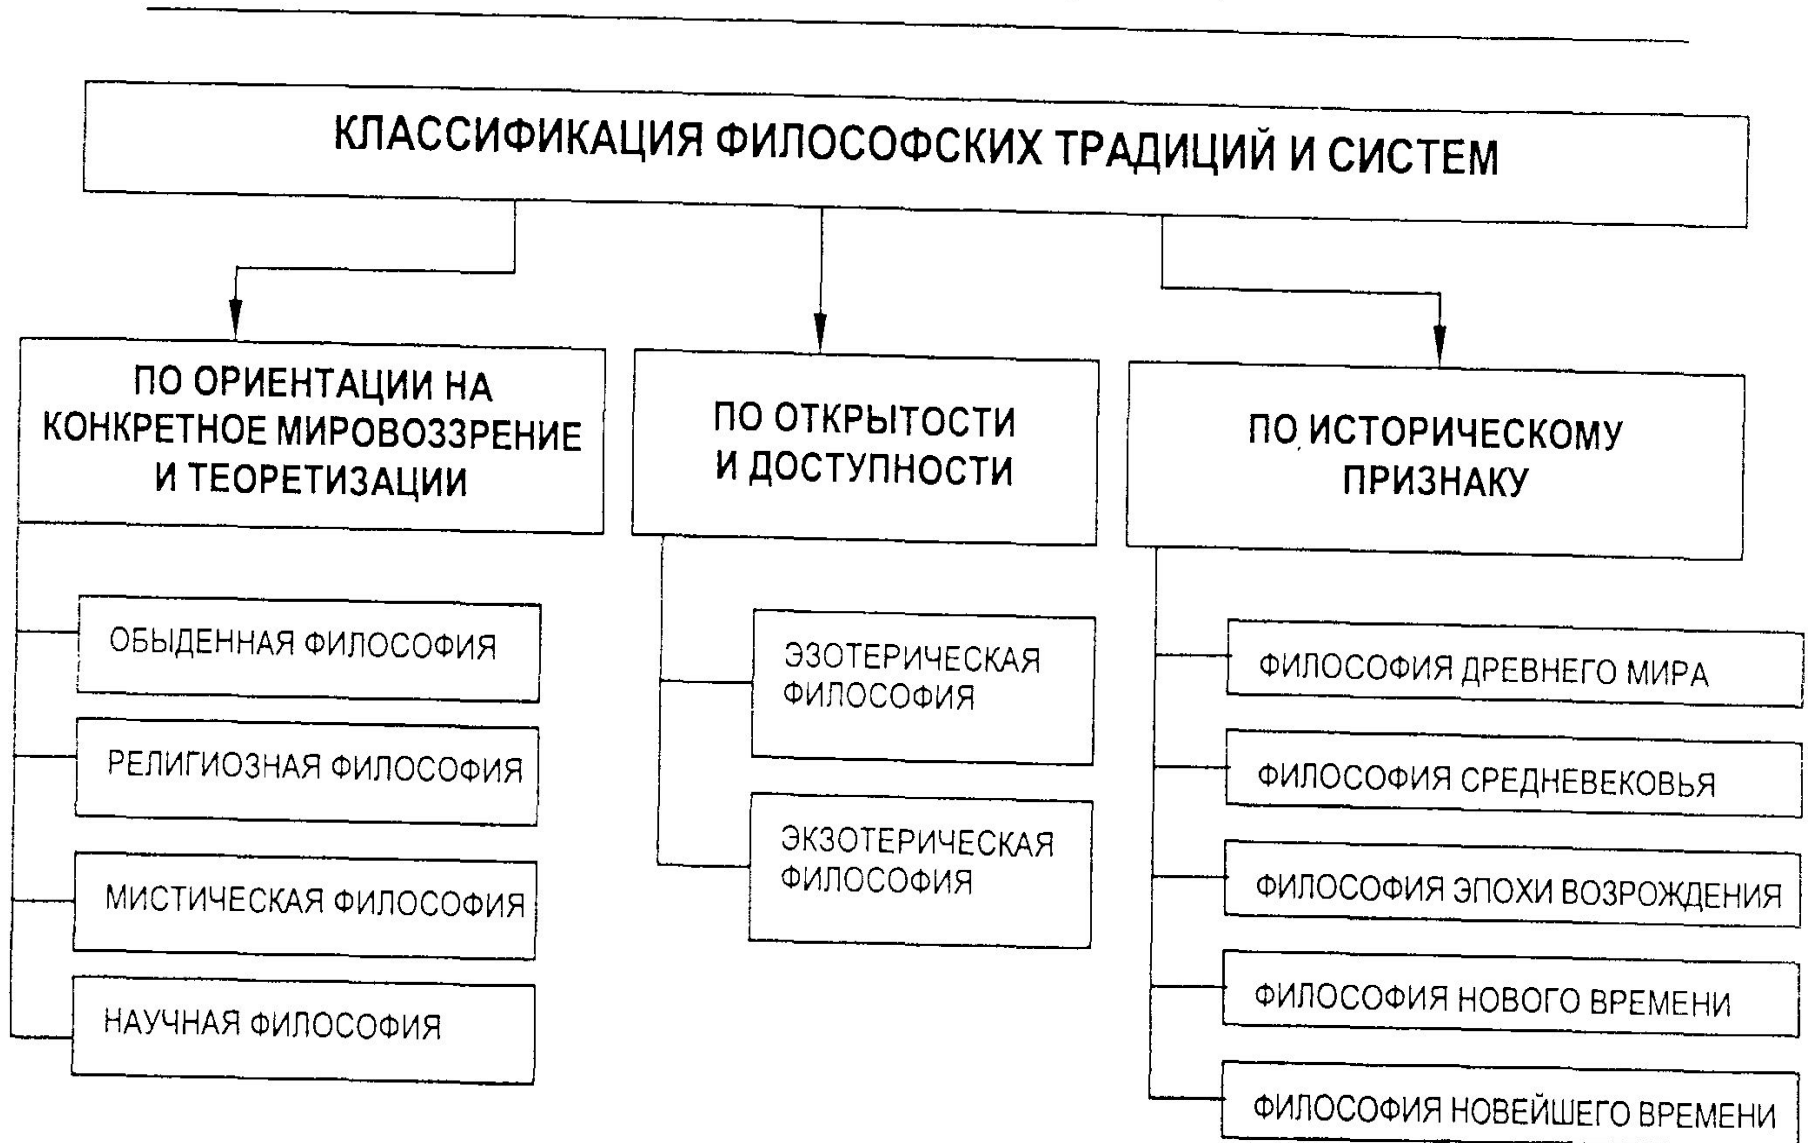 КЛАССИФИКАЦИЯ ФИЛОСОФСКИХ ТРАДИЦИЙ И СИСТЕМ
ПО ОРИЕНТАЦИИ НА
КОНКРЕТНОЕ МИРОВОЗЗРЕНИЕ
И ТЕОРЕТИЗАЦИИ
ОБЫДЕННАЯ ФИЛОСОФИЯ
РЕЛИГИОЗНАЯ ФИЛОСОФИЯ
МИСТИЧЕСКАЯ ФИЛОСОФИЯ
НАУЧНАЯ ФИЛОСОФИЯ
ПО ОТКРЫТОСТИ
И ДОСТУПНОСТИ
ЭЗОТЕРИЧЕСКАЯ
ФИЛОСОФИЯ
ЭКЗОТЕРИЧЕСКАЯ
ФИЛОСОФИЯ
ПО ИСТОРИЧЕСКОМУ
ПРИЗНАКУ
ФИЛОСОФИЯ ДРЕВНЕГО МИРА
ФИЛОСОФИЯ СРЕДНЕВЕКОВЬЯ
ФИЛОСОФИЯ ЭПОХИ ВОЗРОЖДЕНИЯ
ФИЛОСОФИЯ НОВОГО ВРЕМЕНИ
ФИЛОСОФИЯ НОВЕЙШЕГО ВРЕМЕНИ